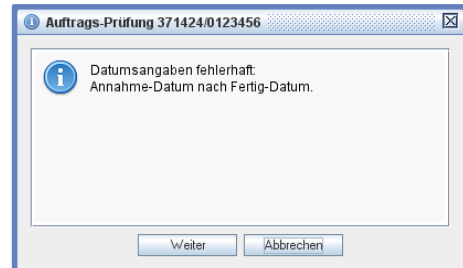 Auftrags-Prüfung 371424/0123456
Datumsangaben fehlerhaft:
Annahme-Datum nach Fertig-Datum.
Weiter Abbrechen